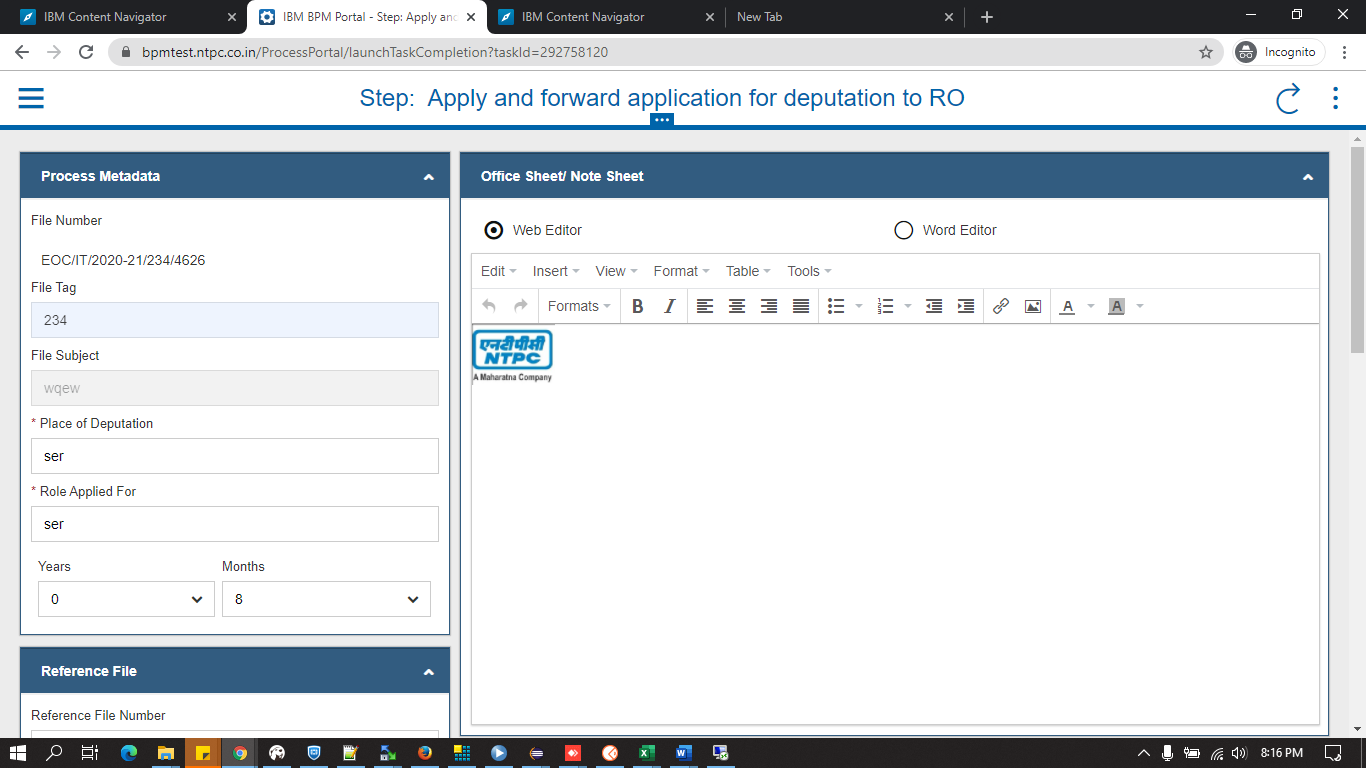 IBM Content Navigator
IBM BPM Portal - Step: Apply and
IBM Content Navigator
New Tab
bpmtest.ntpc.co.in/ProcessPortal/launchTaskCompletion?taskId=292758120
Incognito
Step: Apply and forward application for deputation to RO
Process Metadata
File Number
EOC/IT/2020-21/234/4626
File Tag
234
File Subject
wqew
* Place of Deputation
ser
* Role Applied For
ser
Years
Months
0
8
Reference File
Reference File Number
Office Sheet/ Note Sheet
Web Editor
Word Editor
Edit Insert View Format Table Tools
Formats B I A A
एनटीपीसी
NTPC
A Maharatna Company
8:16 PM